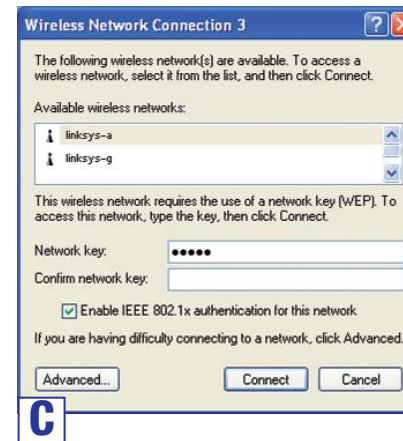 Wireless Network Connection 3
The following wireless network(s) are available. To access a
wireless network, select it from the list, and then click Connect.
Available wireless networks:
linksys-a
linksys-g
This wireless network requires the use of a network key (WEP). To
access this network, type the key, then click Connect.
Network key: •••••
Confirm network key:
Enable IEEE 802.1x authentication for this network
If you are having difficulty connecting to a network, click Advanced.
Advanced... Connect Cancel
C